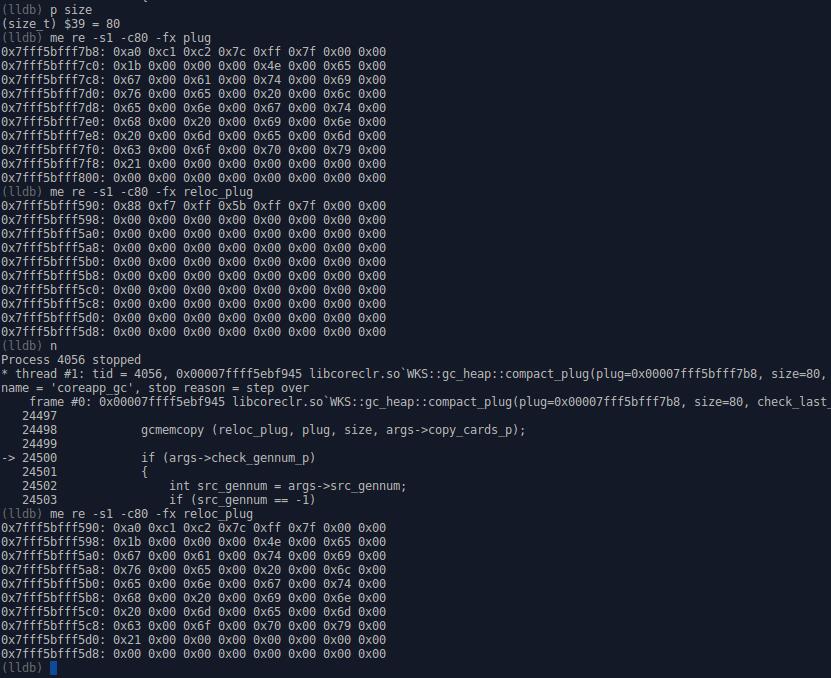 (lldb) p size
(size_t) $39 = 80
(lldb) me re -s1 -c80 -fx plug
0x7fff5bfff7b8: 0xa0 0xc1 0xc2 0x7c 0xff 0x7f 0x00 0x00
0x7fff5bfff7c0: 0x1b 0x00 0x00 0x00 0x4e 0x00 0x65 0x00
0x7fff5bfff7c8: 0x67 0x00 0x61 0x00 0x74 0x00 0x69 0x00
0x7fff5bfff7d0: 0x76 0x00 0x65 0x00 0x20 0x00 0x6c 0x00
0x7fff5bfff7d8: 0x65 0x00 0x6e 0x00 0x67 0x00 0x74 0x00
0x7fff5bfff7e0: 0x68 0x00 0x20 0x00 0x69 0x00 0x6e 0x00
0x7fff5bfff7e8: 0x20 0x00 0x6d 0x00 0x65 0x00 0x6d 0x00
0x7fff5bfff7f0: 0x63 0x00 0x6f 0x00 0x70 0x00 0x79 0x00
0x7fff5bfff7f8: 0x21 0x00 0x00 0x00 0x00 0x00 0x00 0x00
0x7fff5bfff800: 0x00 0x00 0x00 0x00 0x00 0x00 0x00 0x00
(lldb) me re -s1 -c80 -fx reloc_plug
0x7fff5bfff590: 0x88 0xf7 0xff 0x5b 0xff 0x7f 0x00 0x00
0x7fff5bfff598: 0x00 0x00 0x00 0x00 0x00 0x00 0x00 0x00
0x7fff5bfff5a0: 0x00 0x00 0x00 0x00 0x00 0x00 0x00 0x00
0x7fff5bfff5a8: 0x00 0x00 0x00 0x00 0x00 0x00 0x00 0x00
0x7fff5bfff5b0: 0x00 0x00 0x00 0x00 0x00 0x00 0x00 0x00
0x7fff5bfff5b8: 0x00 0x00 0x00 0x00 0x00 0x00 0x00 0x00
0x7fff5bfff5c0: 0x00 0x00 0x00 0x00 0x00 0x00 0x00 0x00
0x7fff5bfff5c8: 0x00 0x00 0x00 0x00 0x00 0x00 0x00 0x00
0x7fff5bfff5d0: 0x00 0x00 0x00 0x00 0x00 0x00 0x00 0x00
0x7fff5bfff5d8: 0x00 0x00 0x00 0x00 0x00 0x00 0x00 0x00
(lldb) n
Process 4056 stopped
* thread #1: tid = 4056, 0x00007ffff5ebf945 libcoreclr.so`WKS::gc_heap::compact_plug(plug=0x00007fff5bfff7b8, size=80,
name = 'coreapp_gc', stop reason = step over
    frame #0: 0x00007ffff5ebf945 libcoreclr.so`WKS::gc_heap::compact_plug(plug=0x00007fff5bfff7b8, size=80, check_last_
   24497
   24498            gcmemcopy (reloc_plug, plug, size, args->copy_cards_p);
   24499
-> 24500            if (args->check_gennum_p)
   24501            {
   24502                int src_gennum = args->src_gennum;
   24503                if (src_gennum == -1)
(lldb) me re -s1 -c80 -fx reloc_plug
0x7fff5bfff590: 0xa0 0xc1 0xc2 0x7c 0xff 0x7f 0x00 0x00
0x7fff5bfff598: 0x1b 0x00 0x00 0x00 0x4e 0x00 0x65 0x00
0x7fff5bfff5a0: 0x67 0x00 0x61 0x00 0x74 0x00 0x69 0x00
0x7fff5bfff5a8: 0x76 0x00 0x65 0x00 0x20 0x00 0x6c 0x00
0x7fff5bfff5b0: 0x65 0x00 0x6e 0x00 0x67 0x00 0x74 0x00
0x7fff5bfff5b8: 0x68 0x00 0x20 0x00 0x69 0x00 0x6e 0x00
0x7fff5bfff5c0: 0x20 0x00 0x6d 0x00 0x65 0x00 0x6d 0x00
0x7fff5bfff5c8: 0x63 0x00 0x6f 0x00 0x70 0x00 0x79 0x00
0x7fff5bfff5d0: 0x21 0x00 0x00 0x00 0x00 0x00 0x00 0x00
0x7fff5bfff5d8: 0x00 0x00 0x00 0x00 0x00 0x00 0x00 0x00
(lldb)